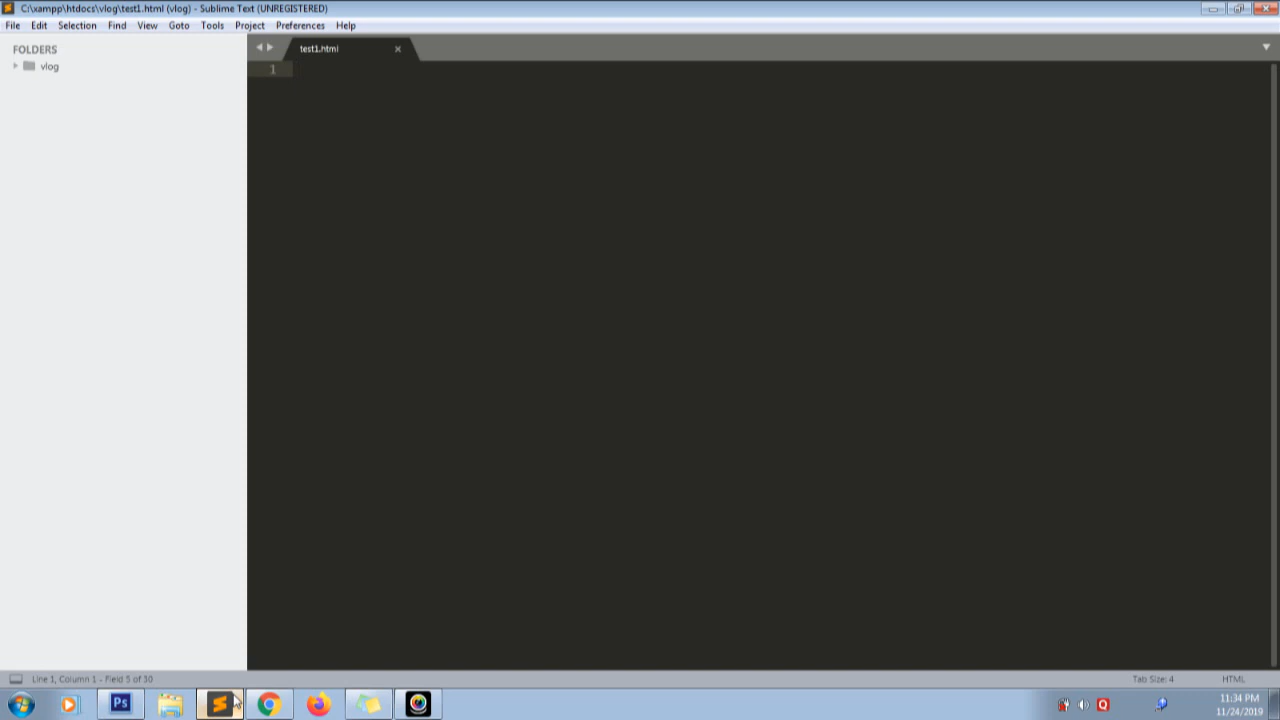 C:\xampp\htdocs\vlog\test1.html (vlog) - Sublime Text (UNREGISTERED)
File Edit Selection Find View Goto Tools Project Preferences Help
FOLDERS
vlog
test1.html
1
Line 1, Column 1 - Field 5 of 30
Tab Size: 4
HTML
Ps
11:34 PM
11/24/2019